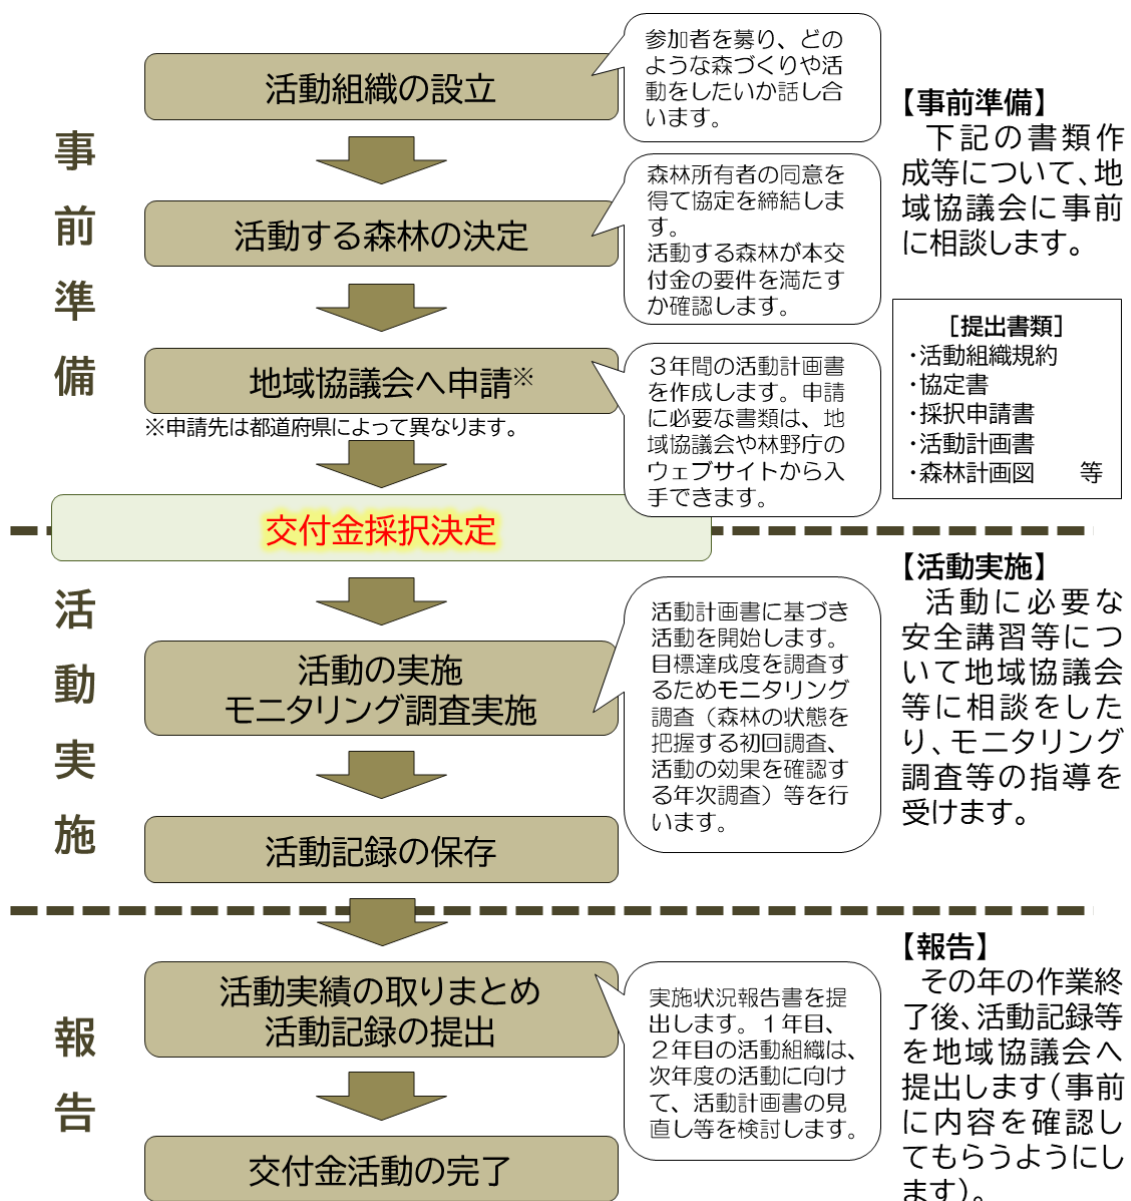 事前準備
活動組織の設立
参加者を募り、どの
ような森づくりや活
動をしたいか話し合
います。
活動する森林の決定
森林所有者の同意を
得て協定を締結しま
す。
活動する森林が本交
付金の要件を満たす
か確認します。
地域協議会へ申請※
※申請先は都道府県によって異なります。
3年間の活動計画書
を作成します。申請
に必要な書類は、地
域協議会や林野庁の
ウェブサイトから入
手できます。
【事前準備】
下記の書類作
成等について、地
域協議会に事前
に相談します。
[提出書類]
・活動組織規約
・協定書
・採択申請書
・活動計画書
・森林計画図 等
交付金採択決定
活動実施
活動の実施
モニタリング調査実施
活動計画書に基づき
活動を開始します。
目標達成度を調査す
るためモニタリング
調査（森林の状態を
把握する初回調査、
活動の効果を確認す
る年次調査）等を行
います。
活動記録の保存
【活動実施】
活動に必要な
安全講習等につ
いて地域協議会
等に相談をした
り、モニタリング
調査等の指導を
受けます。
報告
活動実績の取りまとめ
活動記録の提出
実施状況報告書を提
出します。１年目、
２年目の活動組織は、
次年度の活動に向け
て、活動計画書の見
直し等を検討します。
交付金活動の完了
【報告】
その年の作業終
了後、活動記録等
を地域協議会へ
提出します（事前
に内容を確認し
てもらうようにし
ます）。